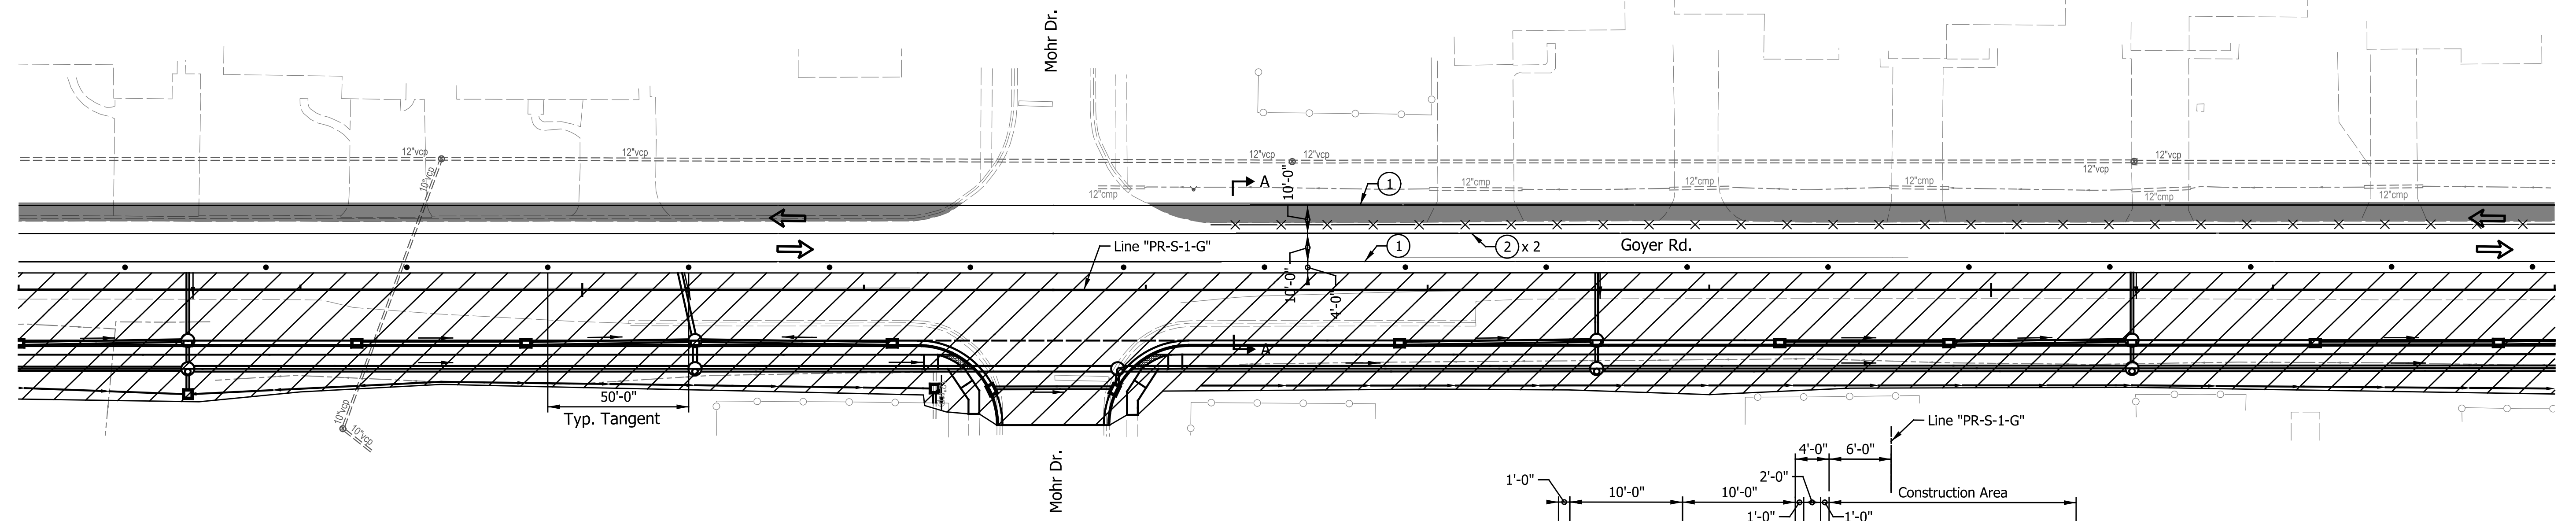 Mohr Dr.
12"vcp
12"vcp
12"vcp
12"vcp
12"vcp
12"vcp
10"vcp
12"cmp
A
10'-0"
1
12"cmp
12"cmp
12"cmp
12"cmp
12"cmp
Line "PR-S-1-G"
1
2 x 2
Goyer Rd.
10'-0"
4'-0"
A
50'-0"
Typ. Tangent
10"vcp
10"vcp
Mohr Dr.
Line "PR-S-1-G"
4'-0"
6'-0"
1'-0"
2'-0"
10'-0"
10'-0"
Construction Area
1'-0"
1'-0"